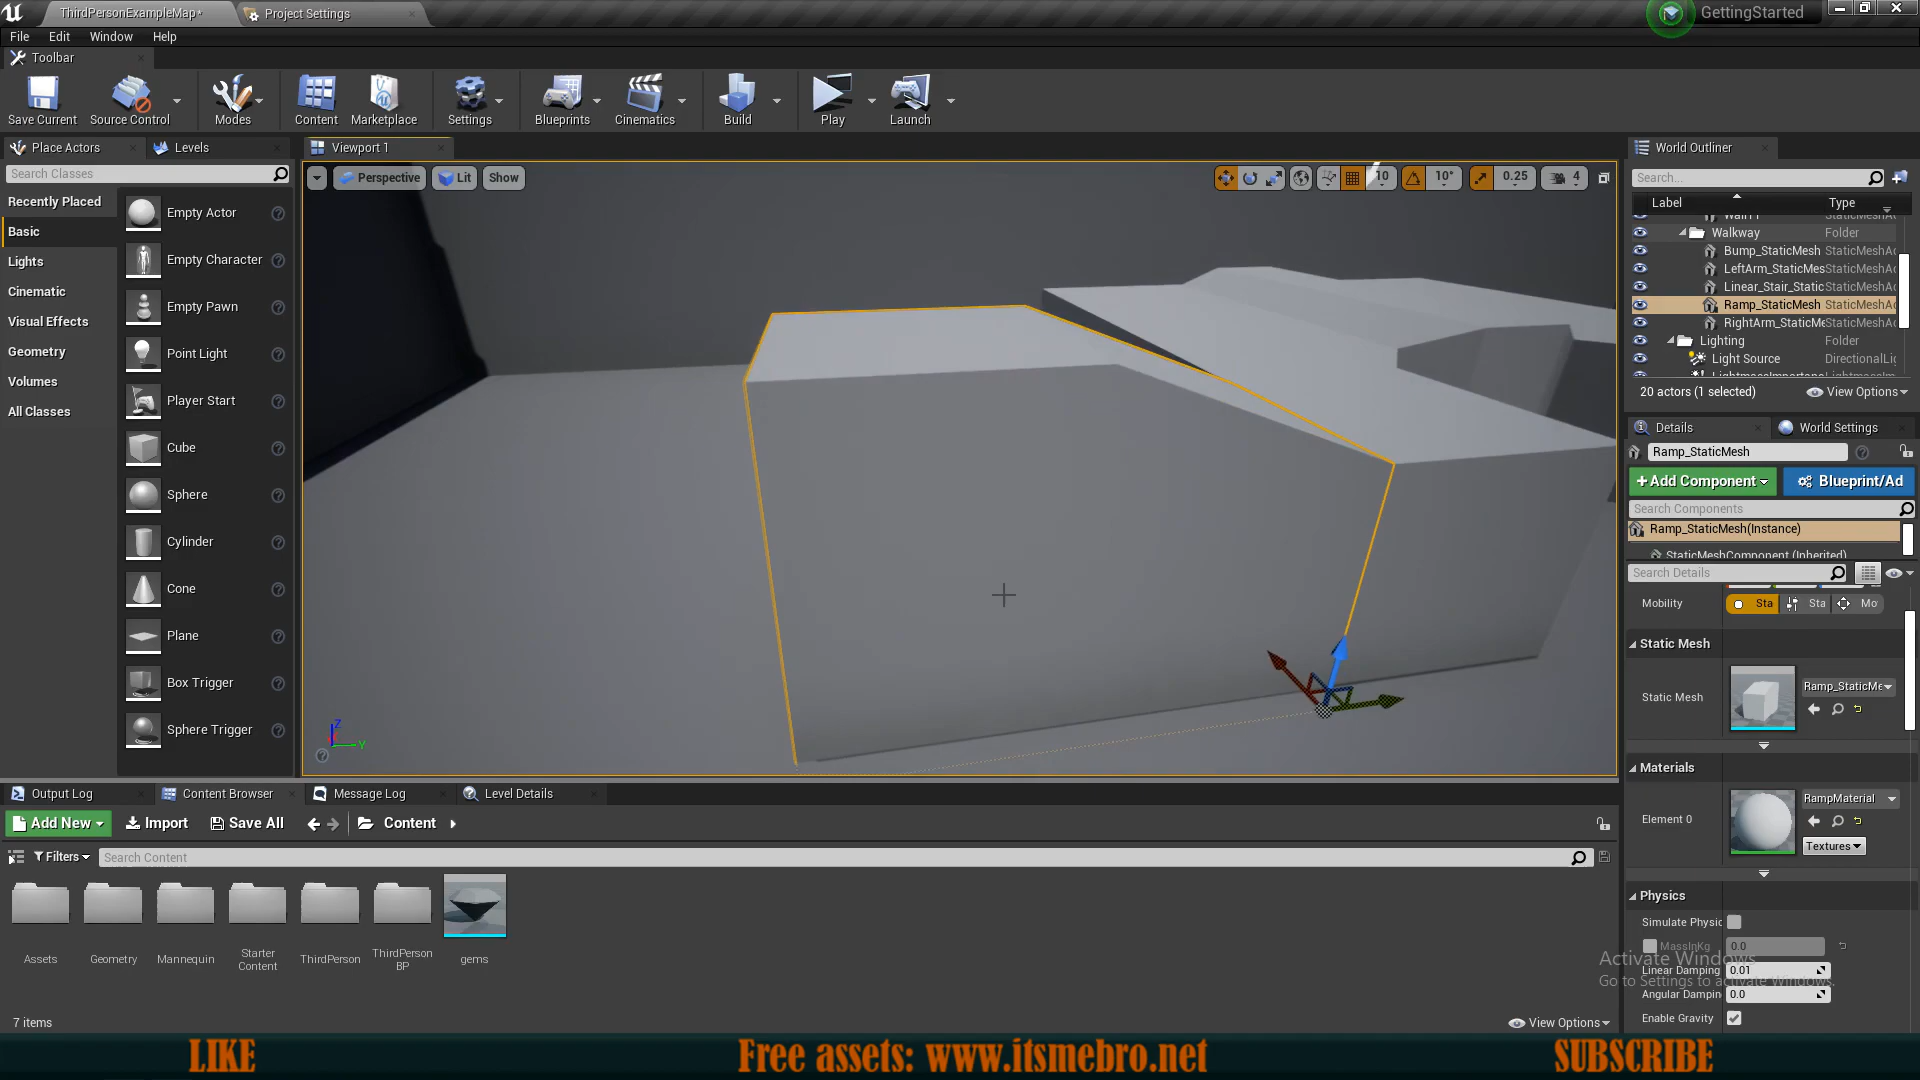 ThirdPersonExampleMap*
Project Settings
GettingStarted
File Edit Window Help
Toolbar
Save Current
Source Control
Modes
Content
Marketplace
Settings
Blueprints
Cinematics
Build
Play
Launch
Place Actors
Levels
Search Classes
Recently Placed
Basic
Lights
Cinematic
Visual Effects
Geometry
Volumes
All Classes
Empty Actor
Empty Character
Empty Pawn
Point Light
Player Start
Cube
Sphere
Cylinder
Cone
Plane
Box Trigger
Sphere Trigger
Viewport 1
Perspective
Lit
Show
10
10°
0.25
4
Z
Y
World Outliner
Search...
Label
Type
Walkway Folder
Bump_StaticMesh StaticMeshAc
LeftArm_StaticMes StaticMeshAc
Linear_Stair_Static StaticMeshAc
Ramp_StaticMesh StaticMeshAc
RightArm_StaticMe StaticMeshAc
Lighting Folder
Light Source DirectionalLig
20 actors (1 selected)
View Options
Details
World Settings
Ramp_StaticMesh
+Add Component
Blueprint/Ad
Search Components
Ramp_StaticMesh(Instance)
StaticMeshComponent (Inherited)
Search Details
Mobility
Sta
Sta
Mo
Static Mesh
Static Mesh
Ramp_StaticMe
Materials
Element 0
RampMaterial
Textures
Physics
Simulate Physic
MassInKg
0.0
Linear Damping
0.01
Angular Dampin
0.0
Enable Gravity
Activate Windows
Go to Settings to activate Windows.
Output Log
Content Browser
Message Log
Level Details
Add New
Import
Save All
Content
Filters
Search Content
Assets
Geometry
Mannequin
Starter
Content
ThirdPerson
ThirdPerson
BP
gems
7 items
View Options
LIKE
Free assets: www.itsmebro.net
SUBSCRIBE